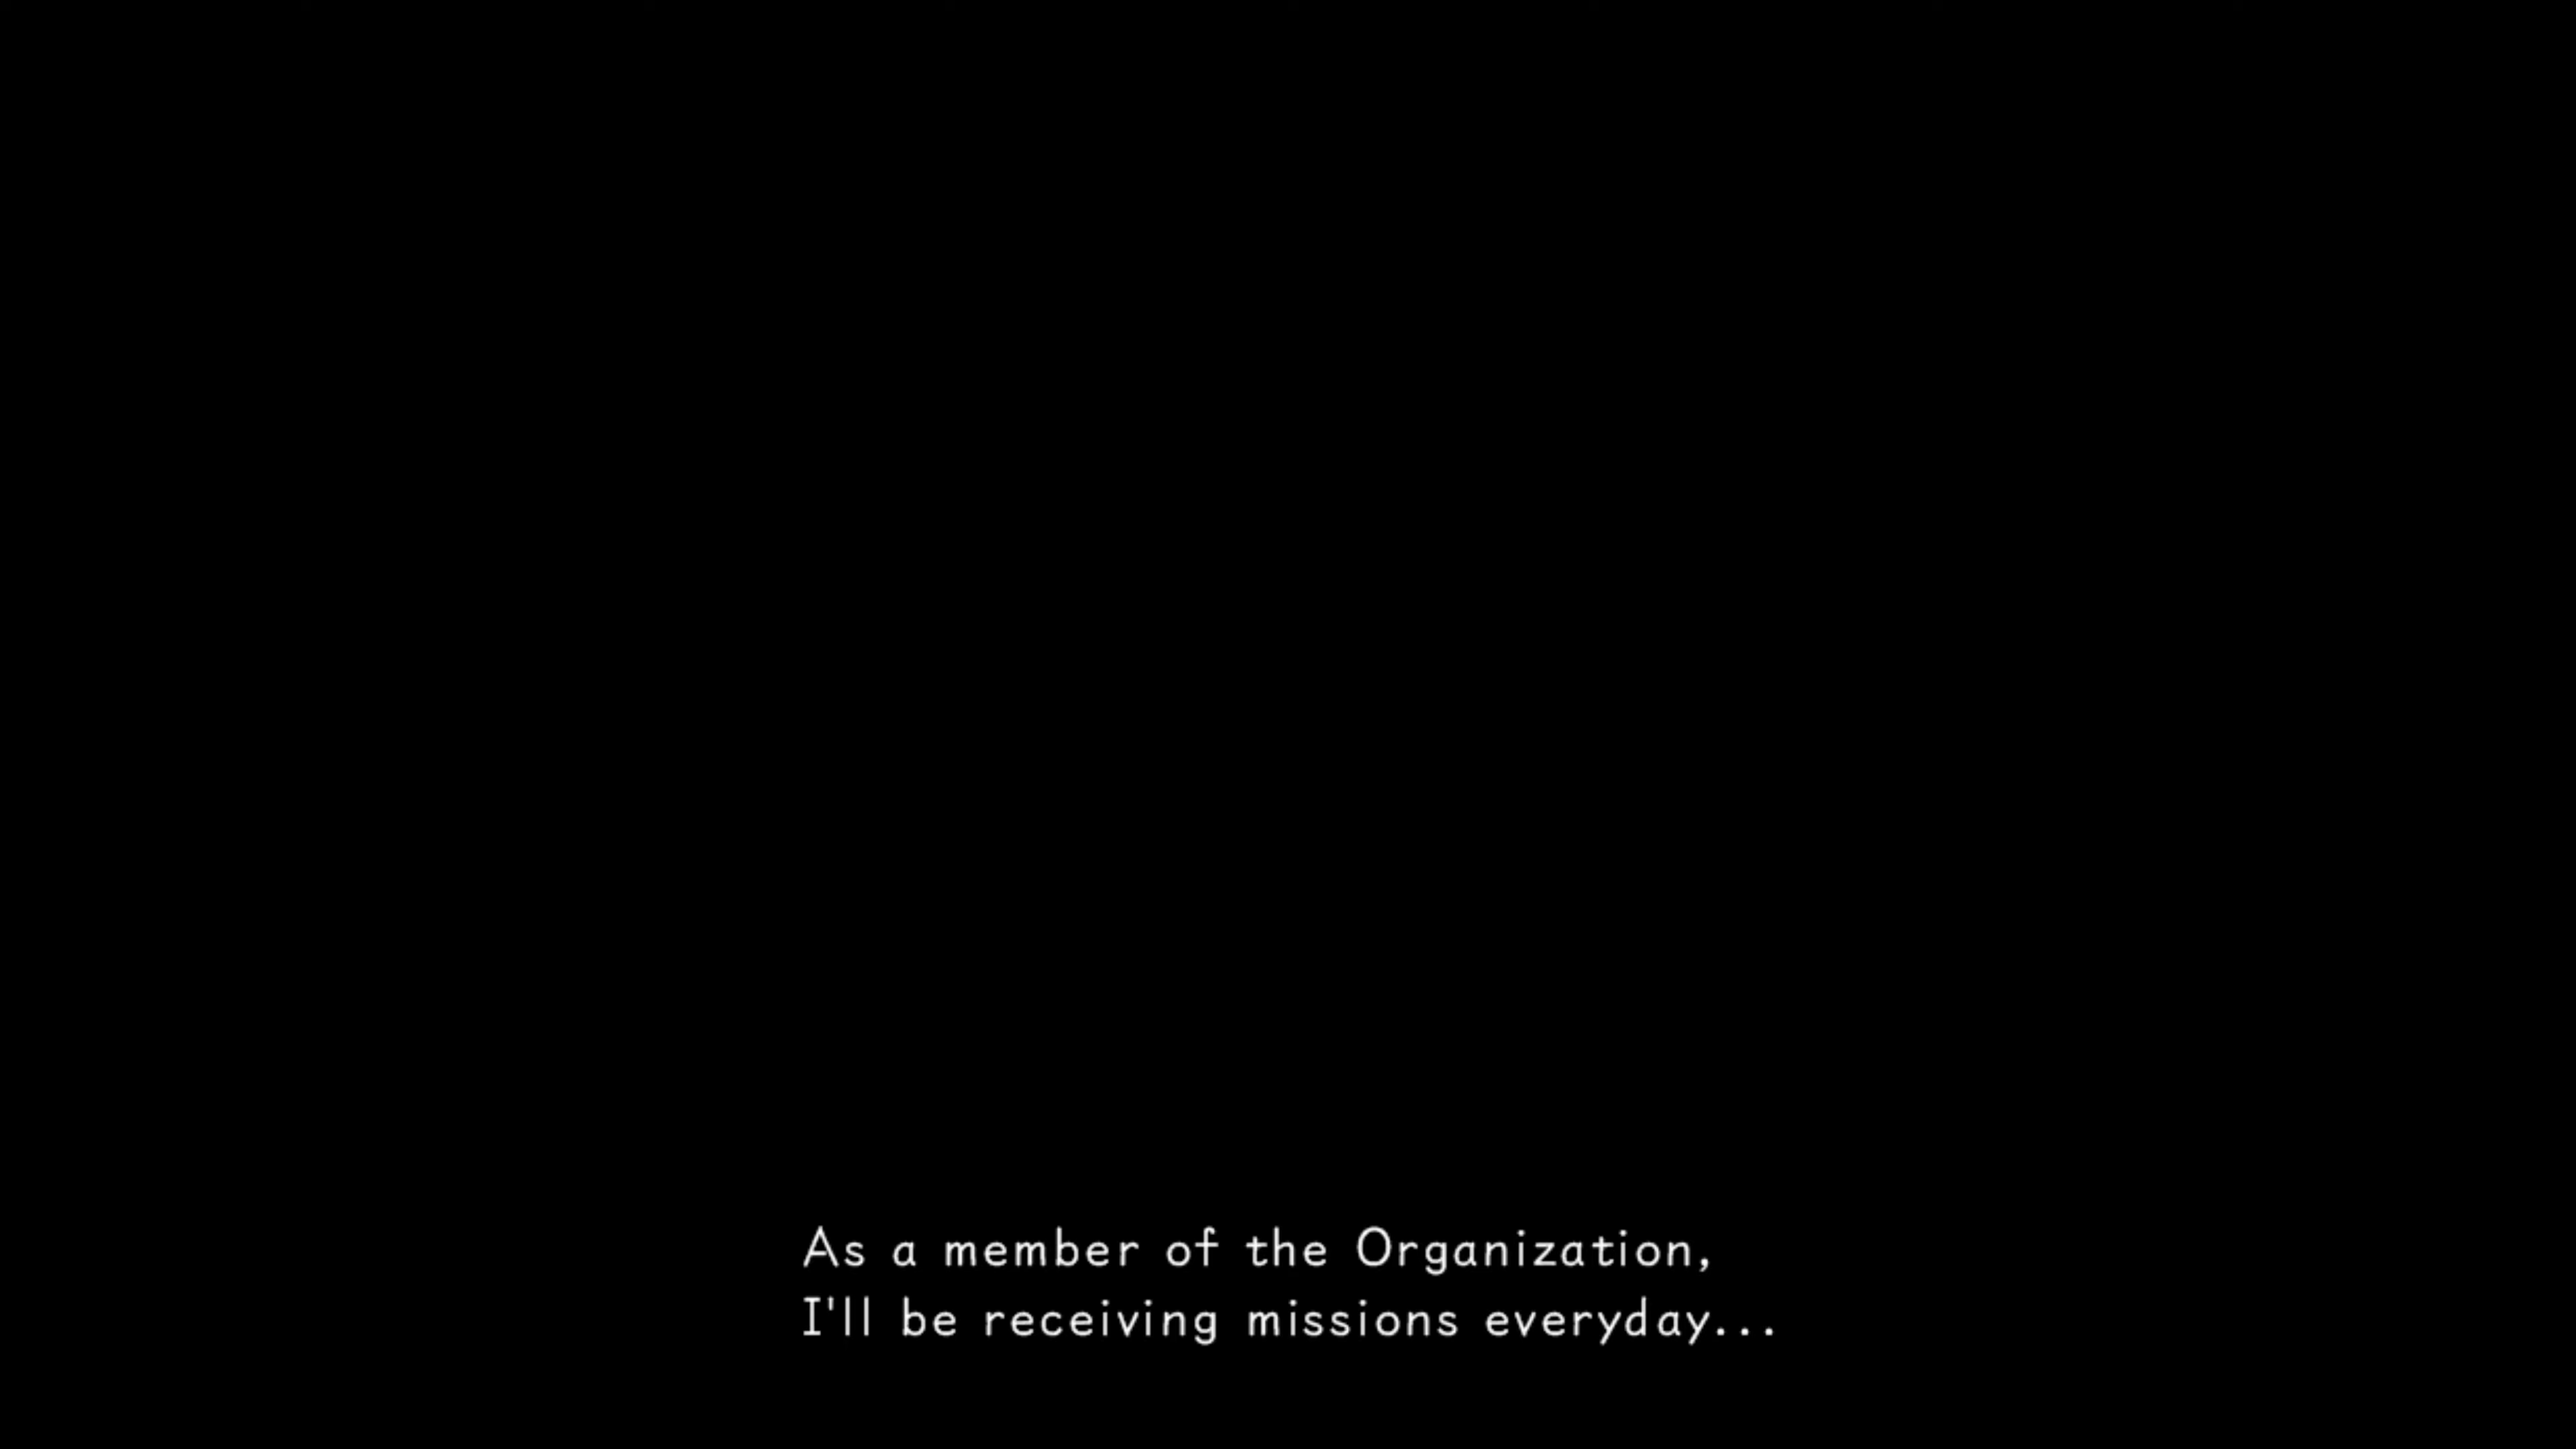 As a member of the Organization,
I'll be receiving missions everyday...